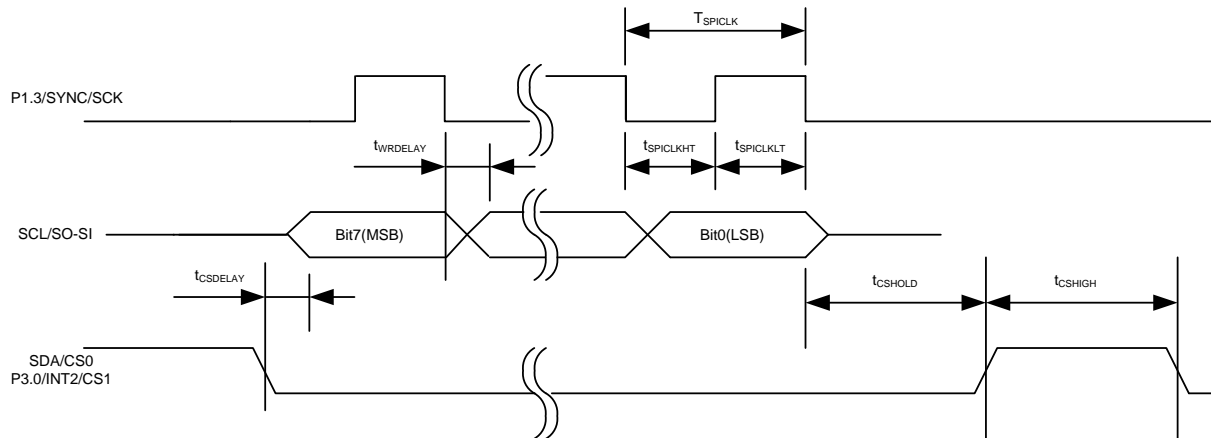 TSPICLK
P1.3/SYNC/SCK
tWRDELAY
tSPICLKHT
tSPICLKLT
SCL/SO-SI
Bit7(MSB)
Bit0(LSB)
tCSDELAY
tCSHOLD
tCSHIGH
SDA/CS0
P3.0/INT2/CS1